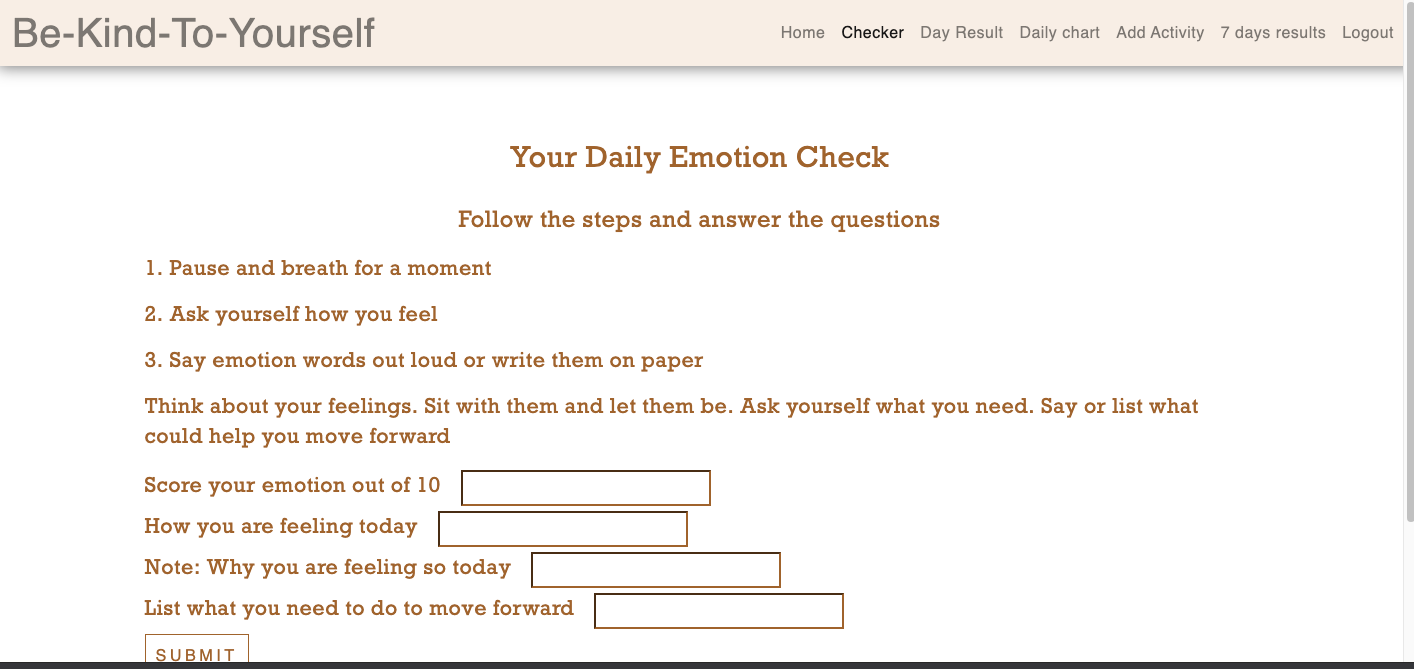 Be-Kind-To-Yourself
Home Checker Day Result Daily chart Add Activity 7 days results Logout
Your Daily Emotion Check
Follow the steps and answer the questions
1. Pause and breath for a moment
2. Ask yourself how you feel
3. Say emotion words out loud or write them on paper
Think about your feelings. Sit with them and let them be. Ask yourself what you need. Say or list what
could help you move forward
Score your emotion out of 10
How you are feeling today
Note: Why you are feeling so today
List what you need to do to move forward
SUBMIT